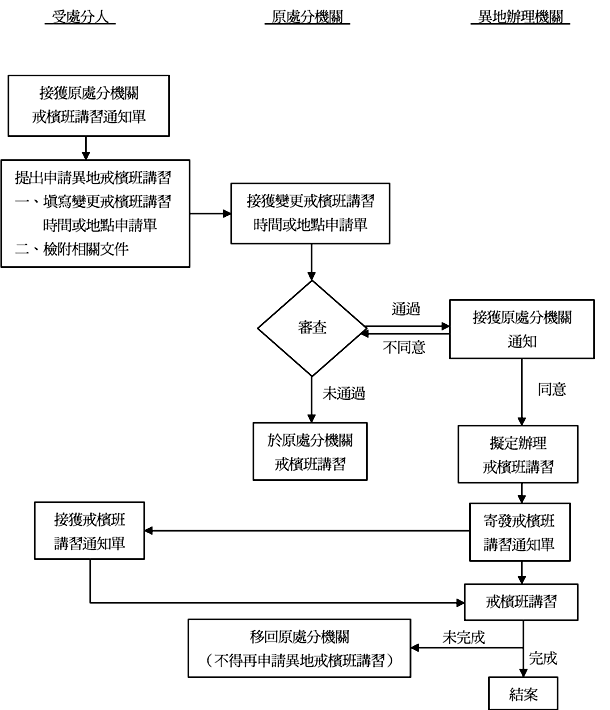 受處分人
原處分機關
異地辦理機關
接獲原處分機關
戒檳班講習通知單
提出申請異地戒檳班講習
一、填寫變更戒檳班講習
時間或地點申請單
二、檢附相關文件
接獲變更戒檳班講習
時間或地點申請單
審查
通過
不同意
接獲原處分機關
通知
未通過
同意
於原處分機關
戒檳班講習
擬定辦理
戒檳班講習
接獲戒檳班
講習通知單
寄發戒檳班
講習通知單
戒檳班講習
移回原處分機關
（不得再申請異地戒檳班講習）
未完成
完成
結案